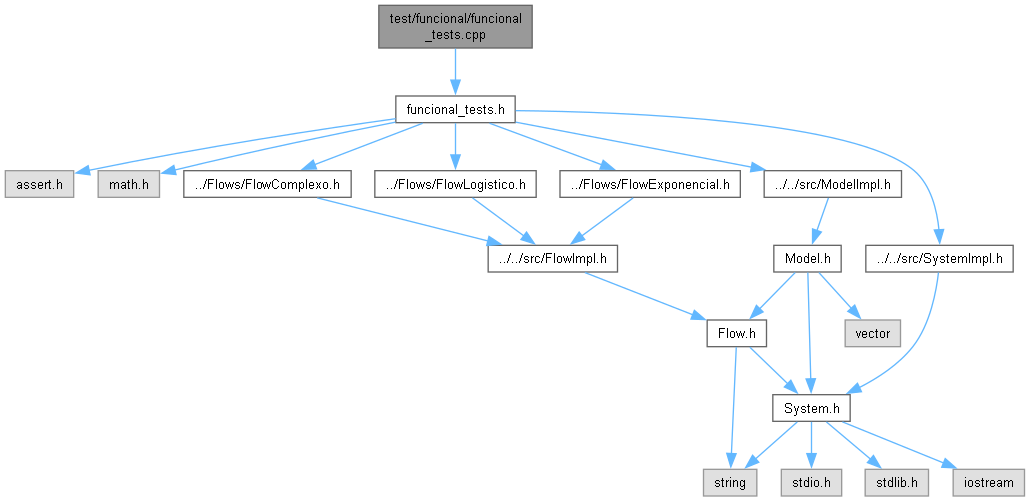 test/funcional/funcional
_tests.cpp
funcional_tests.h
assert.h
math.h
../Flows/FlowComplexo.h
../Flows/FlowLogistico.h
../Flows/FlowExponencial.h
../../src/ModelImpl.h
../../src/FlowImpl.h
Model.h
../../src/SystemImpl.h
Flow.h
vector
System.h
string
stdio.h
stdlib.h
iostream